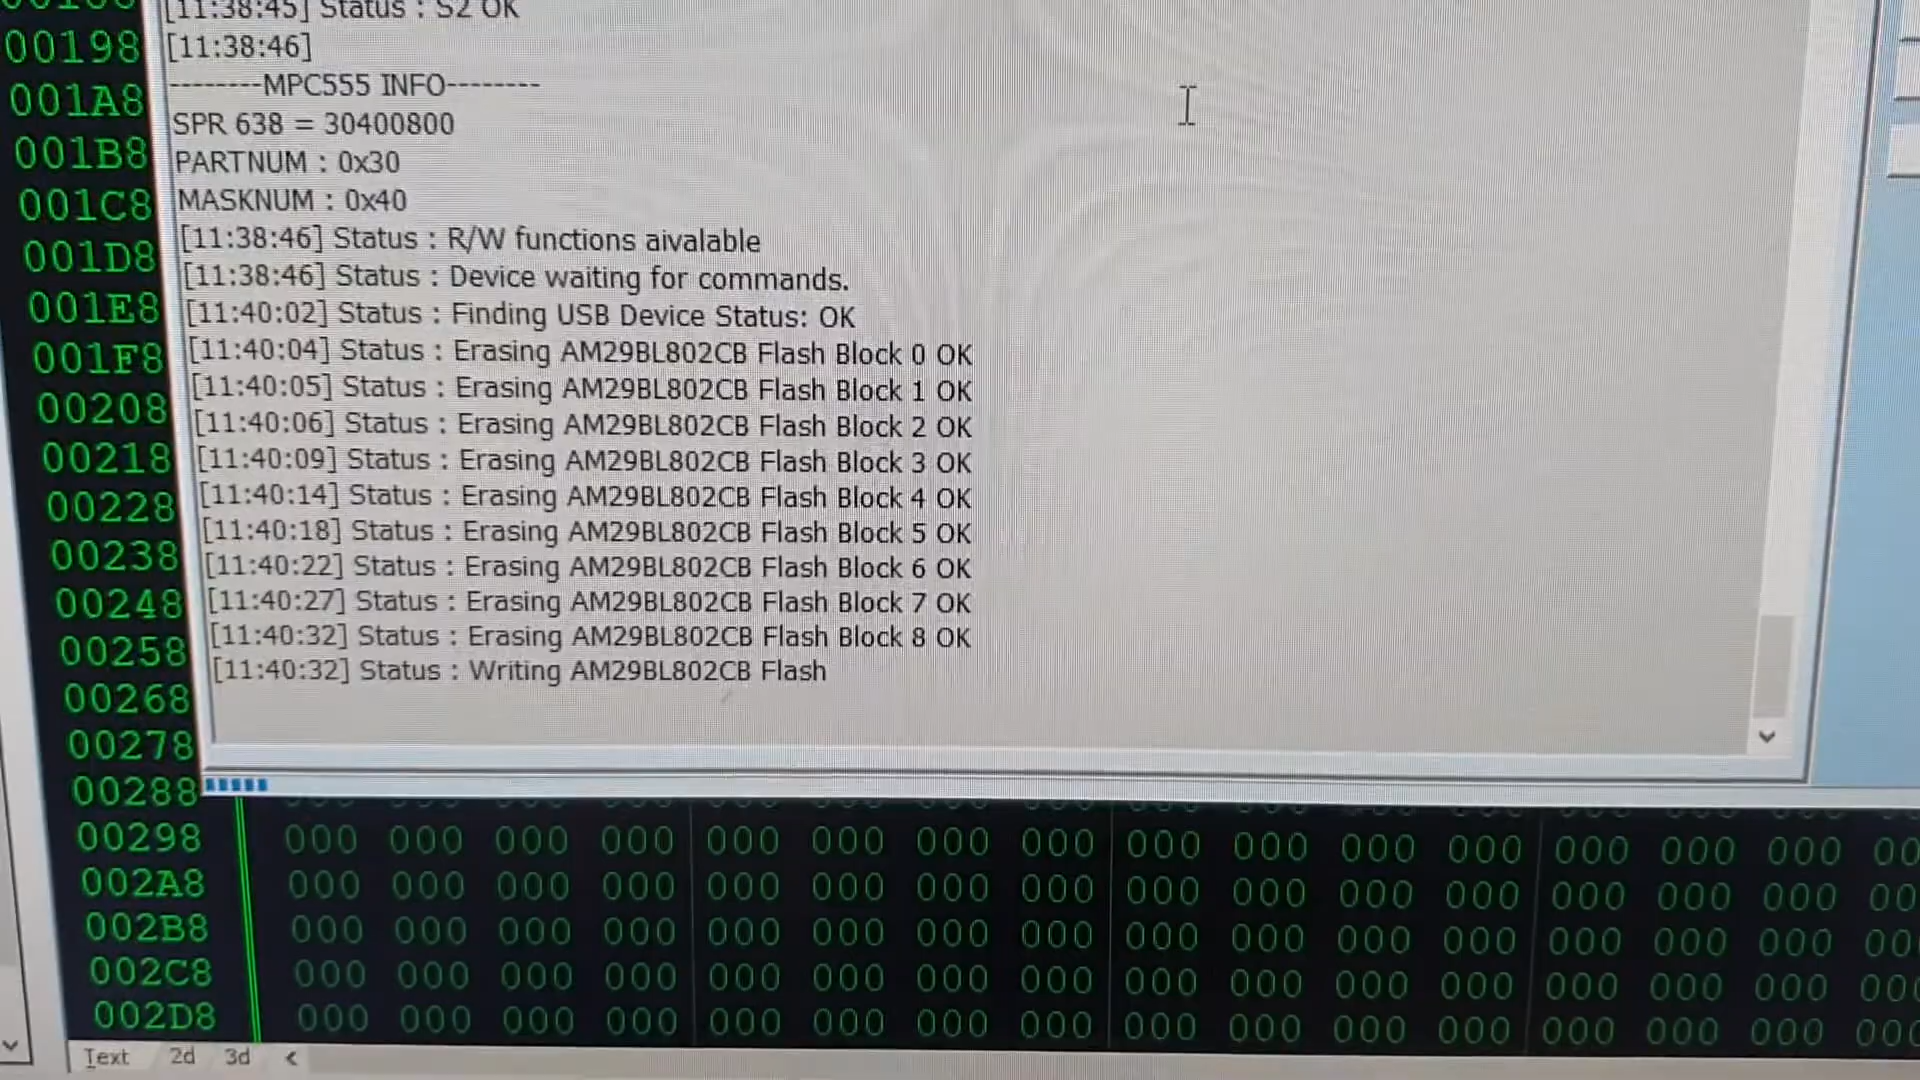 [11:38:45] Status : S2 OK
[11:38:46]
--------MPC555 INFO--------
SPR 638 = 30400800
PARTNUM : 0x30
MASKNUM : 0x40
[11:38:46] Status : R/W functions aivalable
[11:38:46] Status : Device waiting for commands.
[11:40:02] Status : Finding USB Device Status: OK
[11:40:04] Status : Erasing AM29BL802CB Flash Block 0 OK
[11:40:05] Status : Erasing AM29BL802CB Flash Block 1 OK
[11:40:06] Status : Erasing AM29BL802CB Flash Block 2 OK
[11:40:09] Status : Erasing AM29BL802CB Flash Block 3 OK
[11:40:14] Status : Erasing AM29BL802CB Flash Block 4 OK
[11:40:18] Status : Erasing AM29BL802CB Flash Block 5 OK
[11:40:22] Status : Erasing AM29BL802CB Flash Block 6 OK
[11:40:27] Status : Erasing AM29BL802CB Flash Block 7 OK
[11:40:32] Status : Erasing AM29BL802CB Flash Block 8 OK
[11:40:32] Status : Writing AM29BL802CB Flash
00198
001A8
001B8
001C8
001D8
001E8
001F8
00208
00218
00228
00238
00248
00258
00268
00278
00288
00298 000 000 000 000 000 000 000 000 000 000 000 000 000 000 000 00
002A8 000 000 000 000 000 000 000 000 000 000 000 000 000 000 000 00
002B8 000 000 000 000 000 000 000 000 000 000 000 000 000 000 000 00
002C8 000 000 000 000 000 000 000 000 000 000 000 000 000 000 000 00
002D8 000 000 000 000 000 000 000 000 000 000 000 000 000 000 000 00
Text 2d 3d <